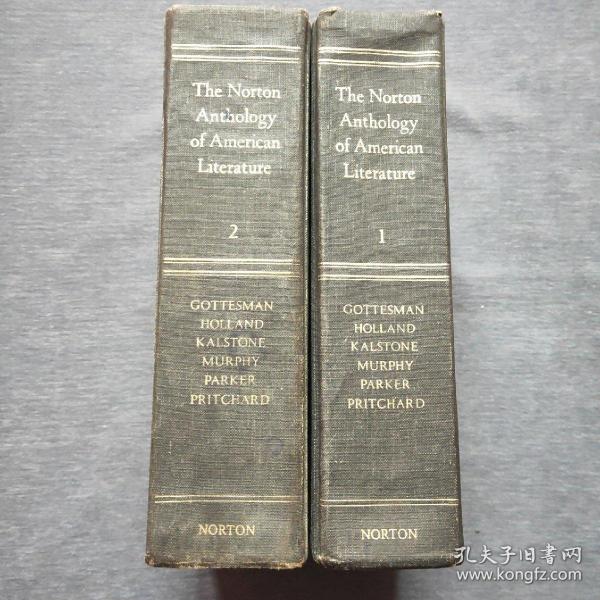 The Norton
Anthology
of American
Literature
2
GOTTESMAN
HOLLAND
KALSTONE
MURPHY
PARKER
PRITCHARD
NORTON
The Norton
Anthology
of American
Literature
1
GOTTESMAN
HOLLAND
KALSTONE
MURPHY
PARKER
PRITCHARD
NORTON
孔夫子旧書网
www.kongfz.com